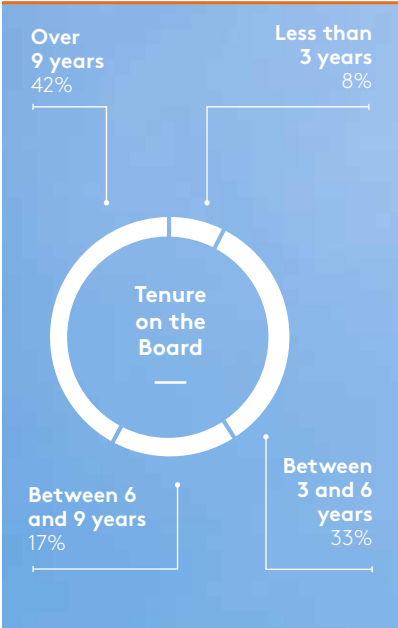 Over
9 years
42%
Less than
3 years
8%
Tenure
on the
Board
Between 6
and 9 years
17%
Between
3 and 6
years
33%